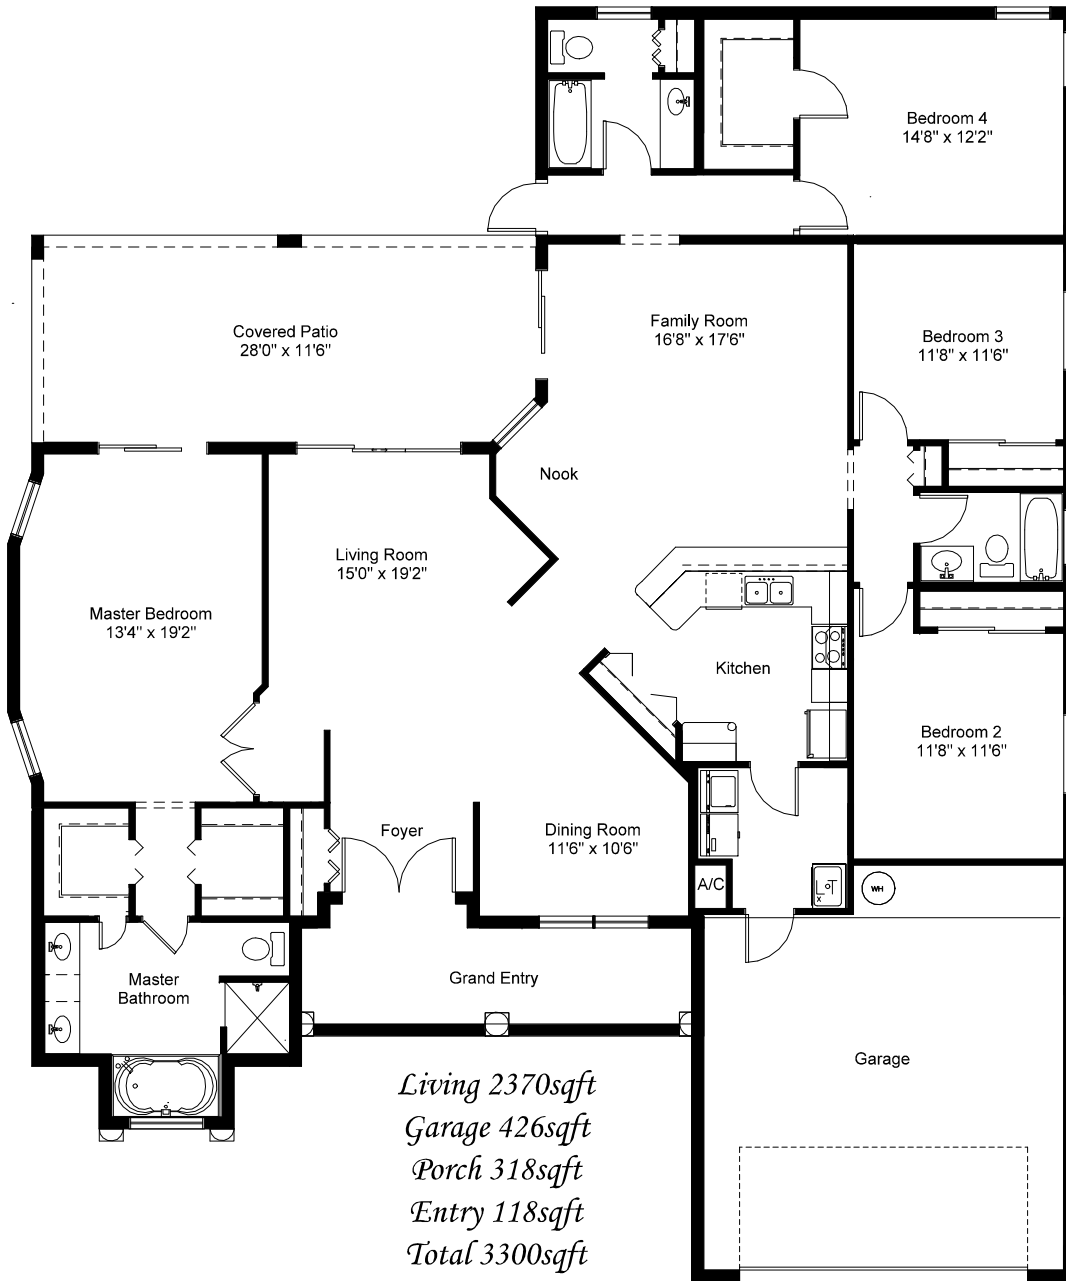 Bedroom 4
14'8" x 12'2"
Covered Patio
28'0" x 11'6"
Family Room
16'8" x 17'6"
Bedroom 3
11'8" x 11'6"
Nook
Living Room
15'0" x 19'2"
Master Bedroom
13'4" x 19'2"
Kitchen
Bedroom 2
11'8" x 11'6"
Foyer
Dining Room
11'6" x 10'6"
A/C
WH
x
Master
Bathroom
Grand Entry
Garage
Living 2370sqft
Garage 426sqft
Porch 318sqft
Entry 118sqft
Total 3300sqft